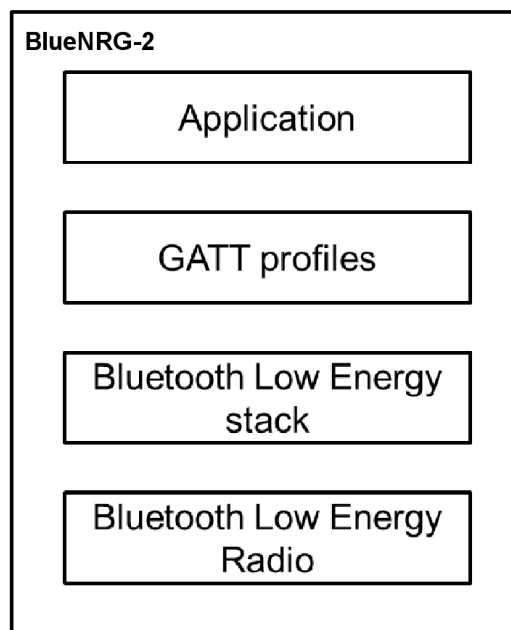 BlueNRG-2
Application
GATT profiles
Bluetooth Low Energy
stack
Bluetooth Low Energy
Radio